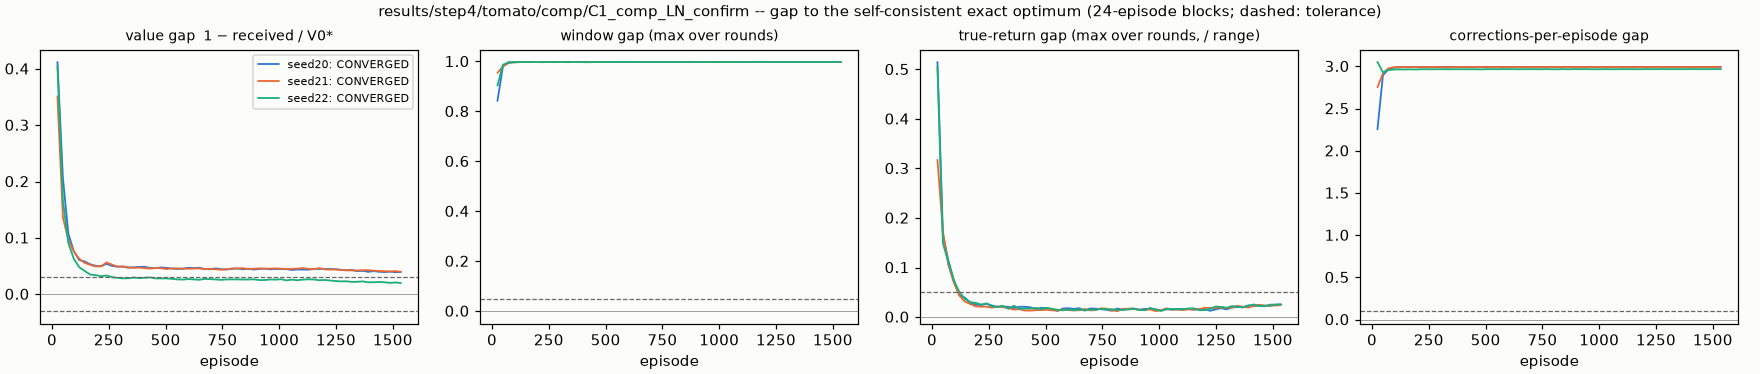 results/step4/tomato/comp/C1_comp_LN_confirm -- gap to the self-consistent exact optimum (24-episode blocks; dashed: tolerance)
value gap 1 − received / V0*
seed20: CONVERGED
seed21: CONVERGED
seed22: CONVERGED
0.4
0.3
0.2
0.1
0.0
0 250 500 750 1000 1250 1500
episode
window gap (max over rounds)
1.0
0.8
0.6
0.4
0.2
0.0
0 250 500 750 1000 1250 1500
episode
true-return gap (max over rounds, / range)
0.5
0.4
0.3
0.2
0.1
0.0
0 250 500 750 1000 1250 1500
episode
corrections-per-episode gap
3.0
2.5
2.0
1.5
1.0
0.5
0.0
0 250 500 750 1000 1250 1500
episode